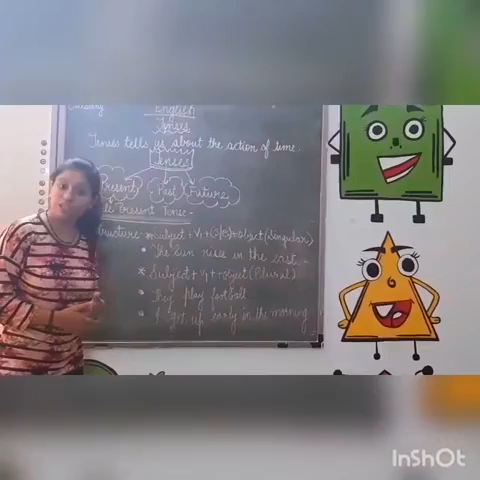 English
Tenses
Tenses tells us about the action of time.
Tenses
Present Past Future
Present Tense -
Structure - Subject + V1 + (s/es) + object (Singular)
The Sun rise in the east
Subject + V1 + object (Plural)
They play football
I get up early in the morning
InShOt